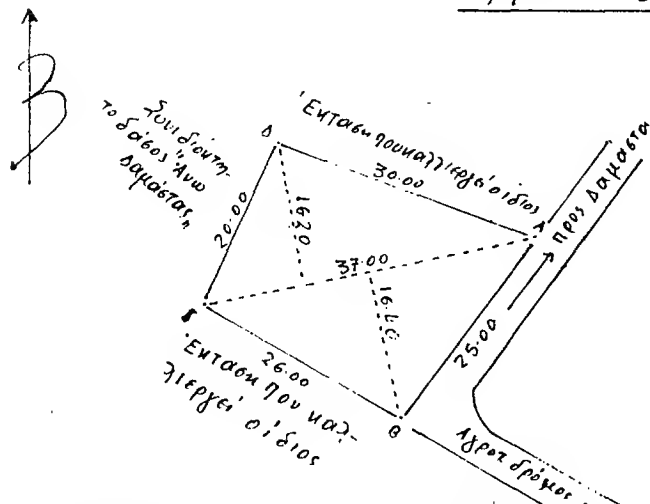 Β
Συνιδιόκτη-
το δάσος "Άνω
Δαμάστας"
Έκταση που καλλιεργεί ο ίδιος
Δ
30.00
Α
προς Δαμάστα
20.00
16.20
37.00
16.40
25.00
Γ
26.00
Β
Έκταση που καλ-
λιεργεί ο ίδιος
Αγροτ δρόμος